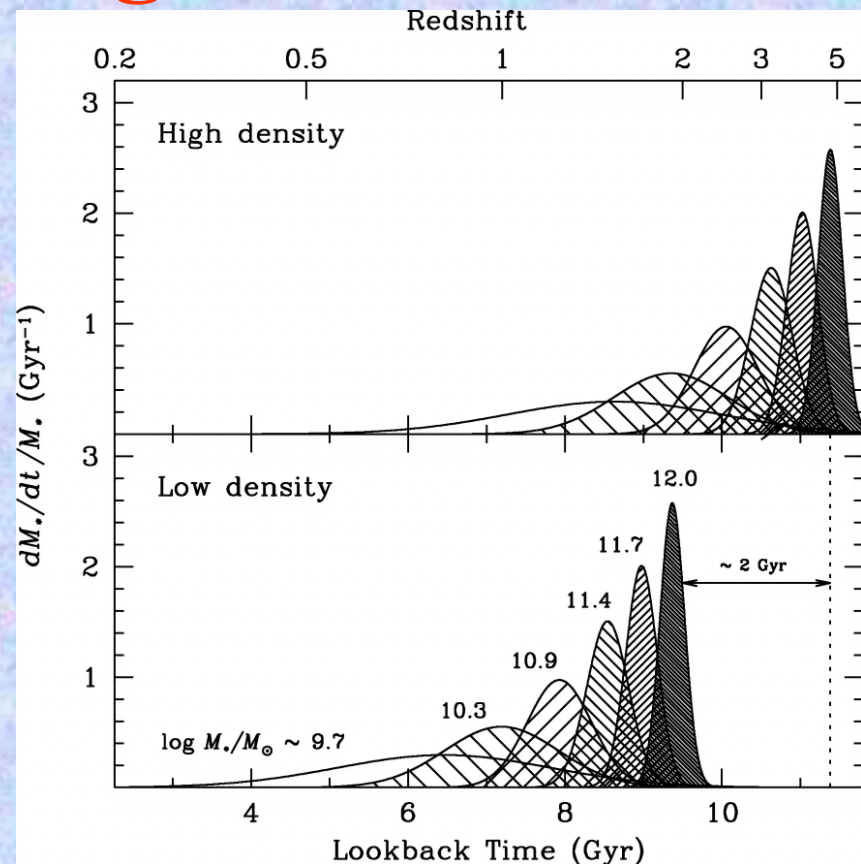 Redshift
0.2 0.5 1 2 3 5
3
High density
2
1
dM⋆/dt/M⋆ (Gyr⁻¹)
3
Low density
12.0
11.7
2
~ 2 Gyr
11.4
10.9
1
10.3
log M⋆/M⊙ ~ 9.7
4 6 8 10
Lookback Time (Gyr)